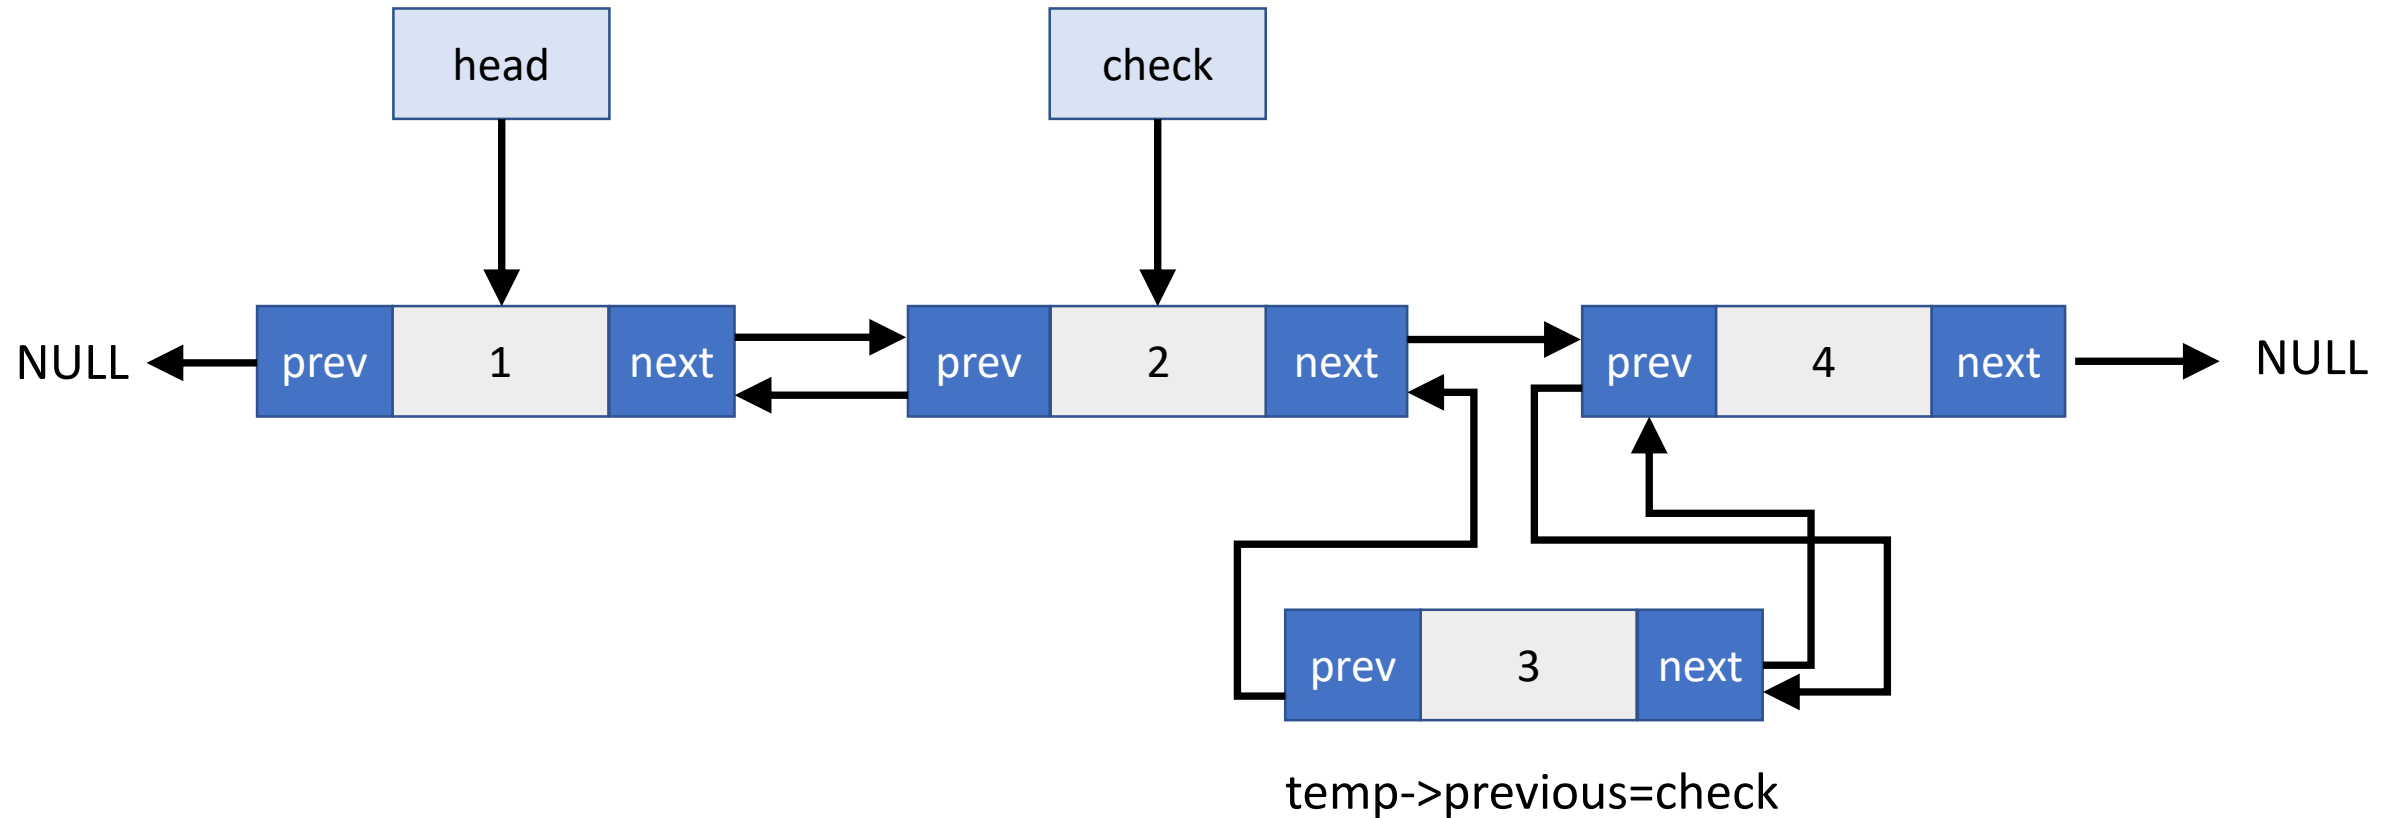 head
check
NULL
prev 1 next
prev 2 next
prev 4 next
NULL
prev 3 next
temp->previous=check